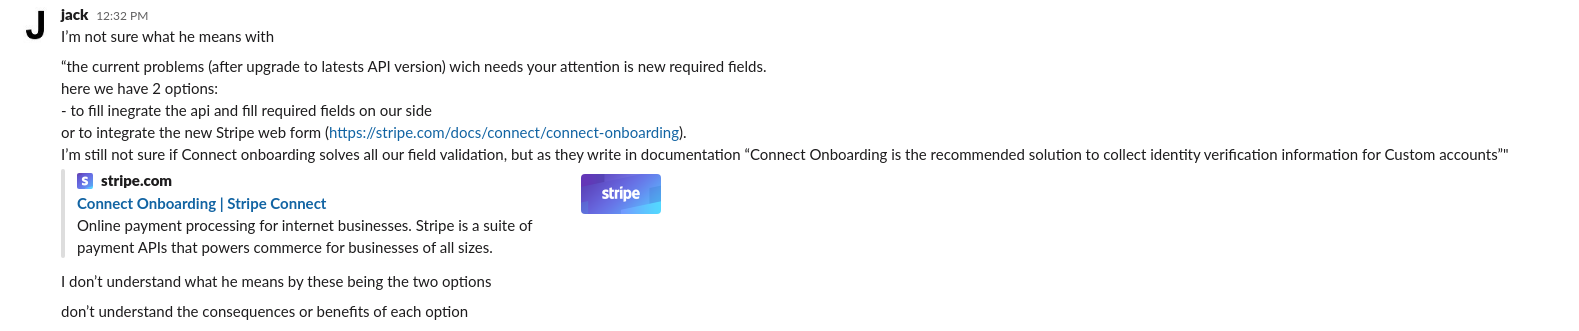 J
jack 12:32 PM
I’m not sure what he means with
“the current problems (after upgrade to latests API version) wich needs your attention is new required fields.
here we have 2 options:
- to fill inegrate the api and fill required fields on our side
or to integrate the new Stripe web form (https://stripe.com/docs/connect/connect-onboarding).
I’m still not sure if Connect onboarding solves all our field validation, but as they write in documentation “Connect Onboarding is the recommended solution to collect identity verification information for Custom accounts”"
S stripe.com
stripe
Connect Onboarding | Stripe Connect
Online payment processing for internet businesses. Stripe is a suite of
payment APIs that powers commerce for businesses of all sizes.
I don’t understand what he means by these being the two options
don’t understand the consequences or benefits of each option